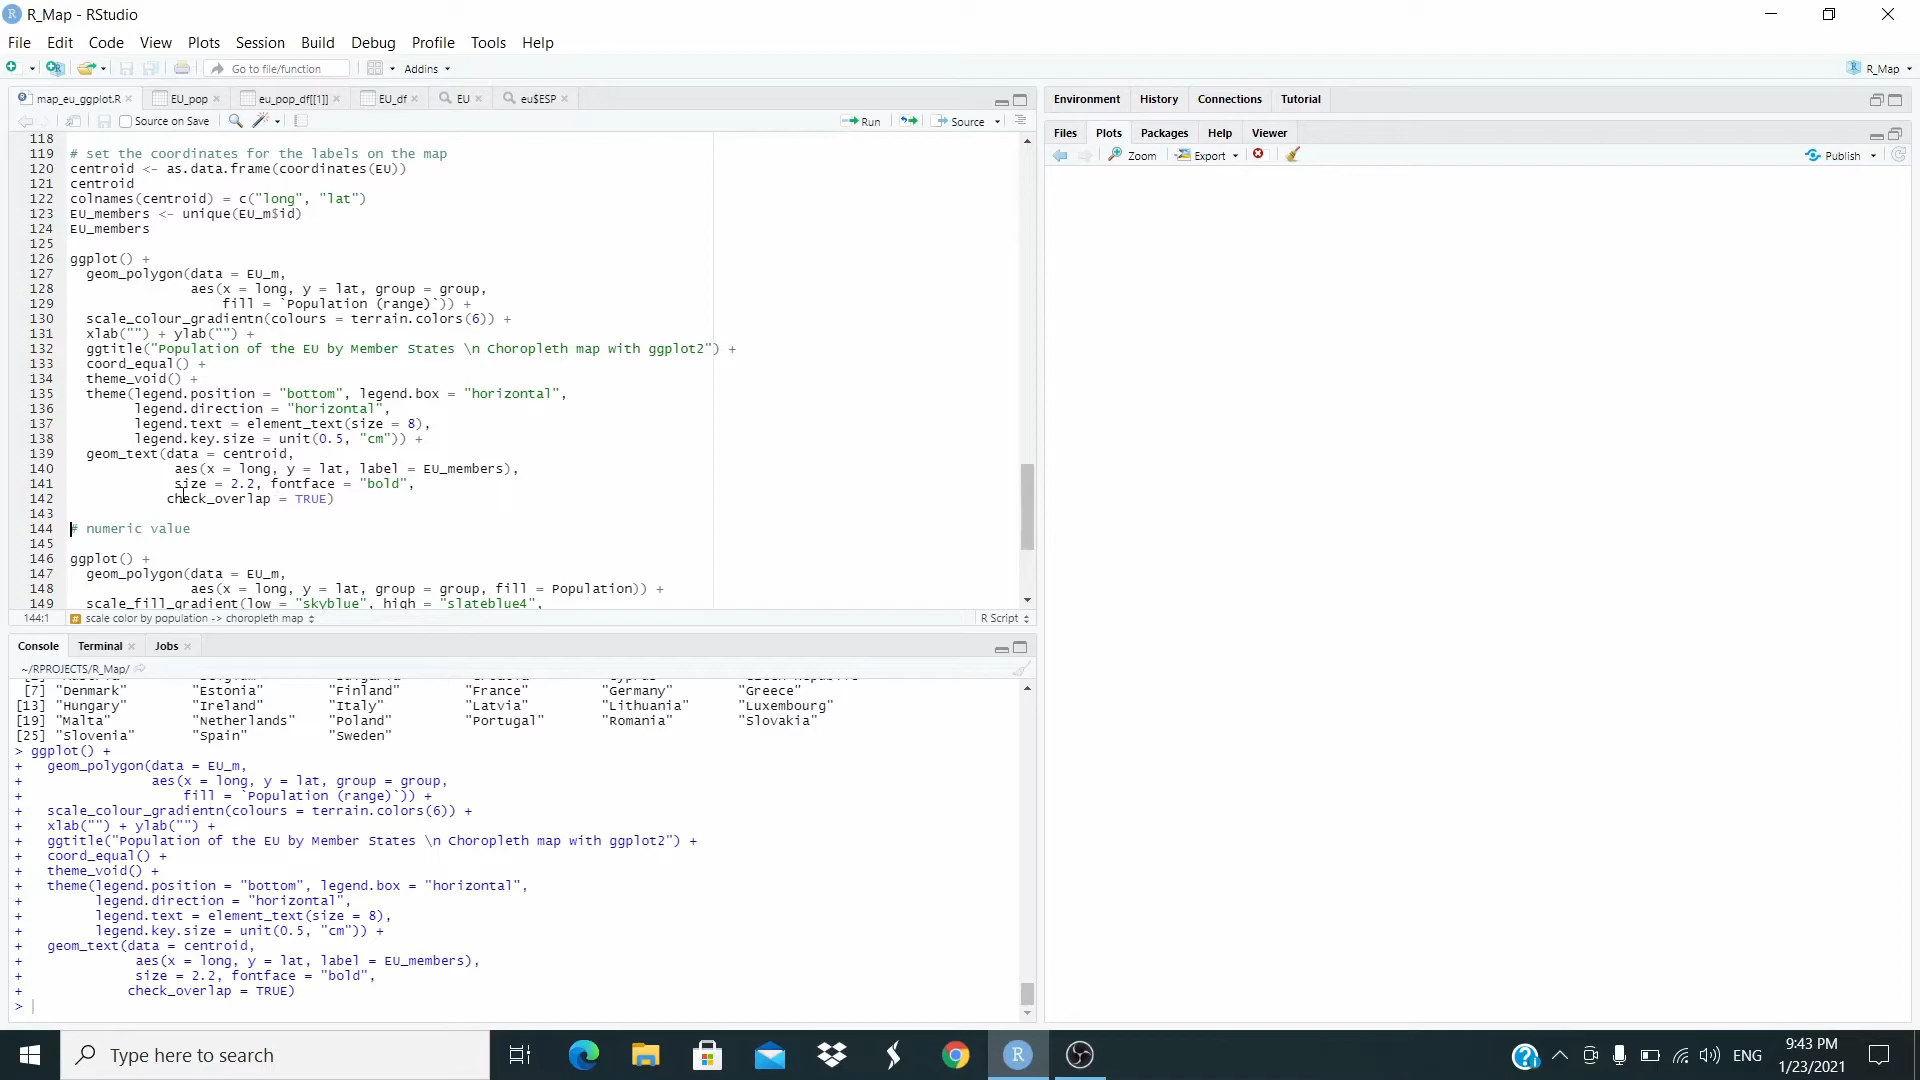 R_Map - RStudio
File Edit Code View Plots Session Build Debug Profile Tools Help
Go to file/function Addins R_Map
map_eu_ggplot.R EU_pop eu_pop_df[[1]] EU_df EU eu$ESP
Source on Save Run Source
118
119 # set the coordinates for the labels on the map
120 centroid <- as.data.frame(coordinates(EU))
121 centroid
122 colnames(centroid) = c("long", "lat")
123 EU_members <- unique(EU_m$id)
124 EU_members
125
126 ggplot() +
127 geom_polygon(data = EU_m,
128 aes(x = long, y = lat, group = group,
129 fill = `Population (range)`)) +
130 scale_colour_gradientn(colours = terrain.colors(6)) +
131 xlab("") + ylab("") +
132 ggtitle("Population of the EU by Member States \n Choropleth map with ggplot2") +
133 coord_equal() +
134 theme_void() +
135 theme(legend.position = "bottom", legend.box = "horizontal",
136 legend.direction = "horizontal",
137 legend.text = element_text(size = 8),
138 legend.key.size = unit(0.5, "cm")) +
139 geom_text(data = centroid,
140 aes(x = long, y = lat, label = EU_members),
141 size = 2.2, fontface = "bold",
142 check_overlap = TRUE)
143
144 # numeric value
145
146 ggplot() +
147 geom_polygon(data = EU_m,
148 aes(x = long, y = lat, group = group, fill = Population)) +
149 scale_fill_gradient(low = "skyblue", high = "slateblue4",
144:1 scale color by population -> choropleth map R Script
Console Terminal Jobs
~/RPROJECTS/R_Map/
[7] "Denmark" "Estonia" "Finland" "France" "Germany" "Greece"
[13] "Hungary" "Ireland" "Italy" "Latvia" "Lithuania" "Luxembourg"
[19] "Malta" "Netherlands" "Poland" "Portugal" "Romania" "Slovakia"
[25] "Slovenia" "Spain" "Sweden"
> ggplot() +
+ geom_polygon(data = EU_m,
+ aes(x = long, y = lat, group = group,
+ fill = `Population (range)`)) +
+ scale_colour_gradientn(colours = terrain.colors(6)) +
+ xlab("") + ylab("") +
+ ggtitle("Population of the EU by Member States \n Choropleth map with ggplot2") +
+ coord_equal() +
+ theme_void() +
+ theme(legend.position = "bottom", legend.box = "horizontal",
+ legend.direction = "horizontal",
+ legend.text = element_text(size = 8),
+ legend.key.size = unit(0.5, "cm")) +
+ geom_text(data = centroid,
+ aes(x = long, y = lat, label = EU_members),
+ size = 2.2, fontface = "bold",
+ check_overlap = TRUE)
>
Environment History Connections Tutorial
Files Plots Packages Help Viewer
Zoom Export Publish
Type here to search
ENG
9:43 PM
1/23/2021